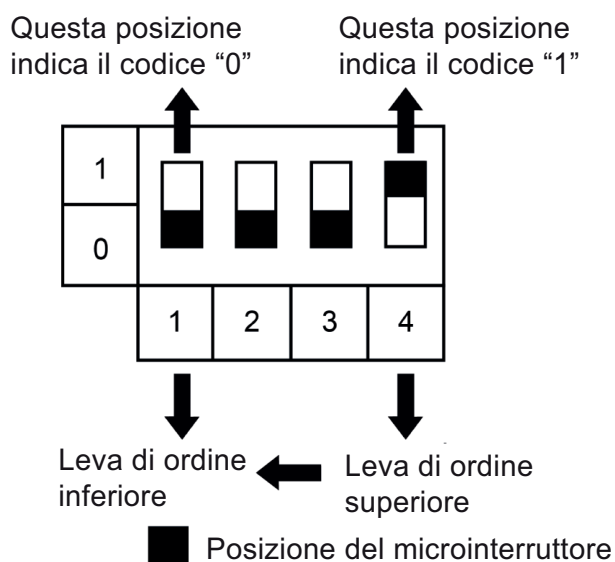 Questa posizione
indica il codice “0”
Questa posizione
indica il codice “1”
1
0
1 2 3 4
Leva di ordine
inferiore
Leva di ordine
superiore
Posizione del microinterruttore